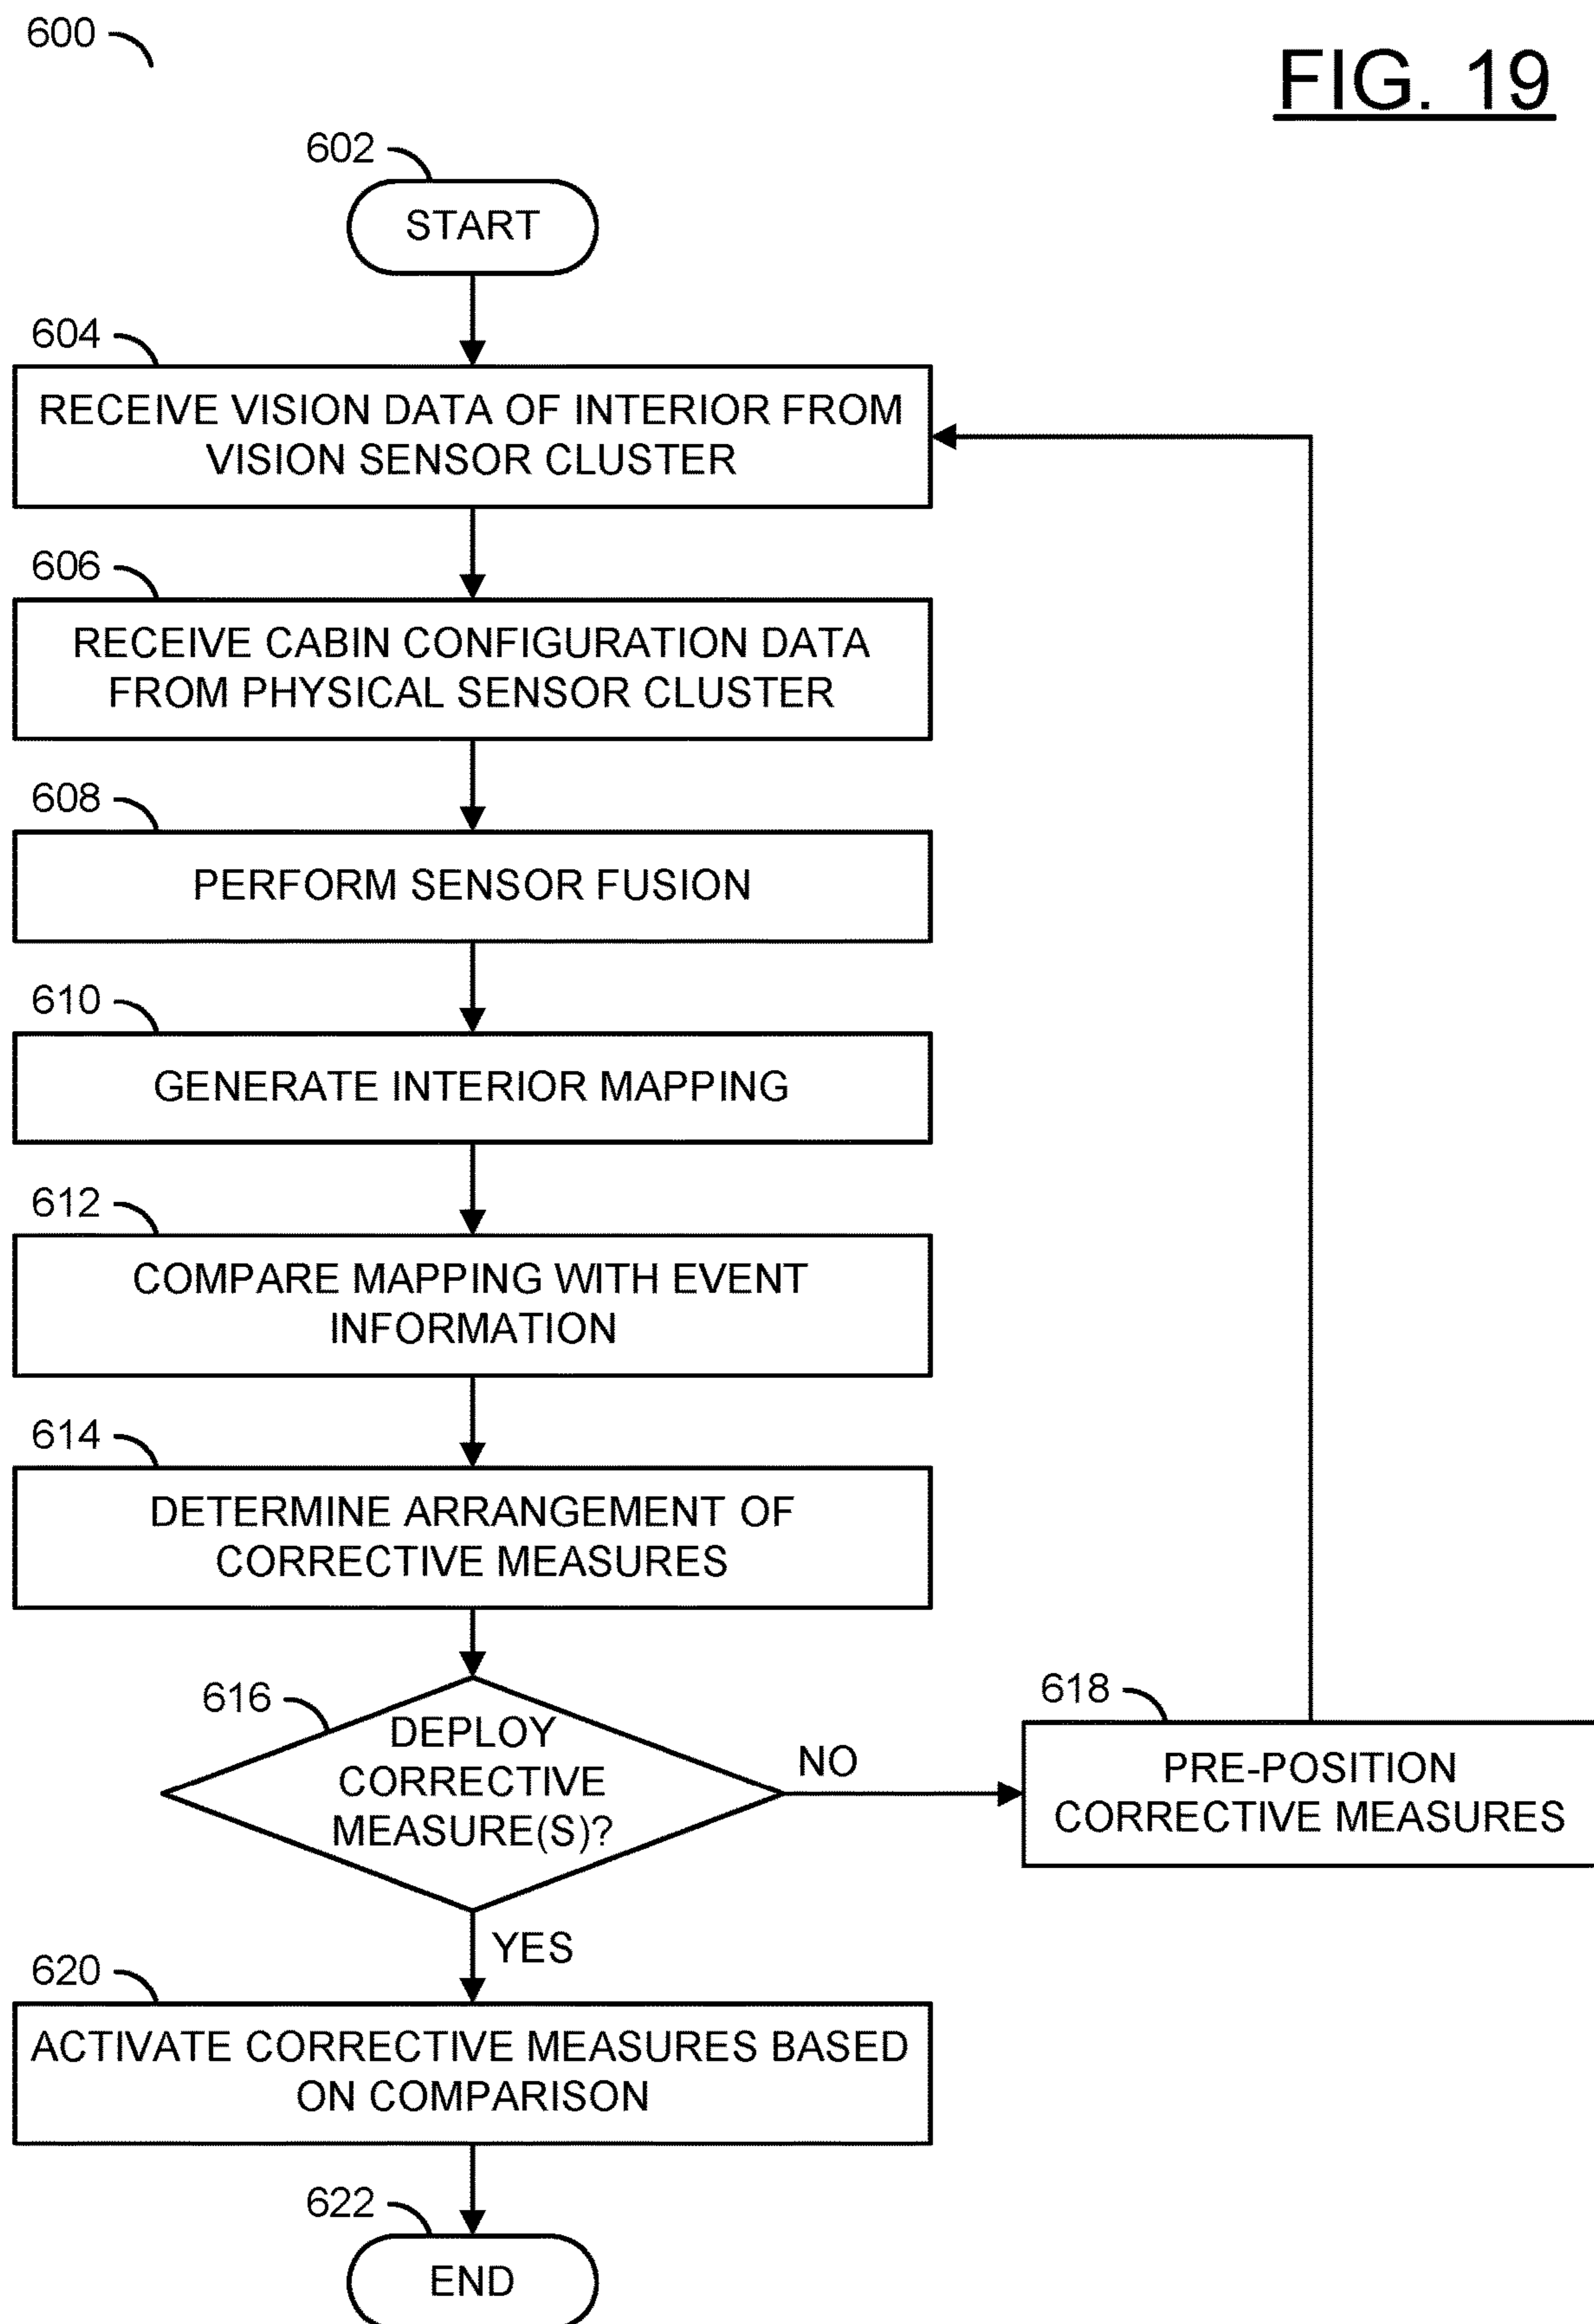 600
FIG. 19
602
START
604
RECEIVE VISION DATA OF INTERIOR FROM
VISION SENSOR CLUSTER
606
RECEIVE CABIN CONFIGURATION DATA
FROM PHYSICAL SENSOR CLUSTER
608
PERFORM SENSOR FUSION
610
GENERATE INTERIOR MAPPING
612
COMPARE MAPPING WITH EVENT
INFORMATION
614
DETERMINE ARRANGEMENT OF
CORRECTIVE MEASURES
616
DEPLOY
CORRECTIVE
MEASURE(S)?
NO
618
PRE-POSITION
CORRECTIVE MEASURES
YES
620
ACTIVATE CORRECTIVE MEASURES BASED
ON COMPARISON
622
END